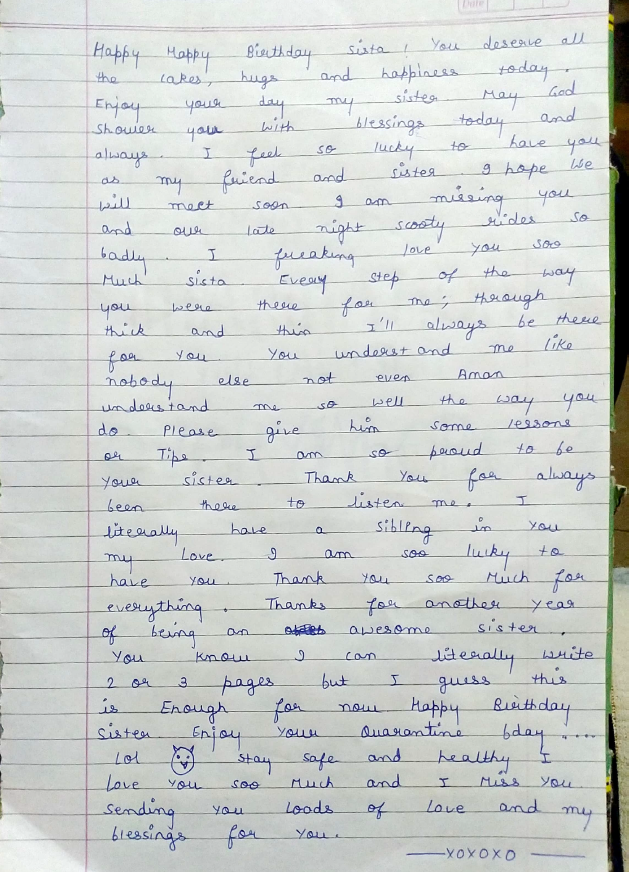 Date
Happy Happy Birthday sista ! You deserve all
the cakes, hugs and happiness today.
Enjoy your day my sister May God
shower you with blessings today and
always. I feel so lucky to have you
as my friend and sister. I hope We
will meet soon I am missing you
and our late night scooty rides so
badly. I freaking love you soo
Much sista. Every step of the way
you were there for me; through
thick and thin I'll always be there
for you. You understand me like
nobody else not even Aman
understand me so well the way you
do. Please give him some lessons
or Tips. I am so proud to be
your sister. Thank You for always
been there to listen me. I
literally have a sibling in you
my Love. I am soo lucky to
have you. Thank you soo Much for
everything. Thanks for another year
of being an awesome sister.
You know I can literally write
2 or 3 pages but I guess this
is Enough for now Happy Birthday
sister. Enjoy your Quarantine bday .....
lol stay safe and healthy I
Love you soo Much and I Miss you
sending you Loads of Love and my
blessings for you.
—XOXOXO—